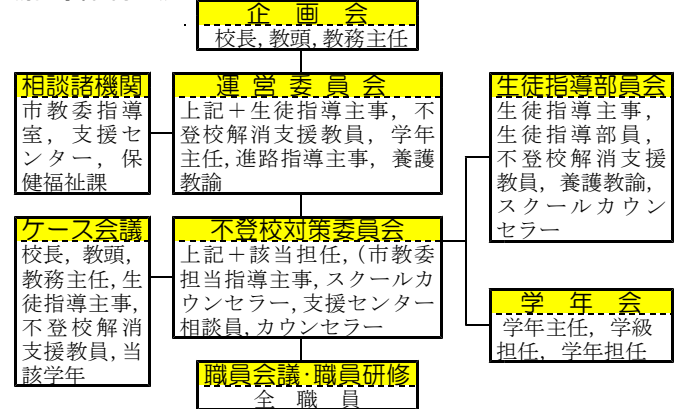 企画会
校長，教頭，教務主任
相談諸機関
市教委指導
室，支援セ
ンター，保
健福祉課
運営委員会
上記＋生徒指導主事，不
登校解消支援教員，学年
主任，進路指導主事，養護
教諭
生徒指導部員会
生徒指導主事，
生徒指導部員，
不登校解消支援
教員，養護教諭，
スクールカウン
セラー
ケース会議
校長，教頭，
教務主任，生
徒指導主事，
不登校解消
支援教員，当
該学年
不登校対策委員会
上記＋該当担任，（市教委
担当指導主事，スクールカ
ウンセラー，支援センター
相談員，カウンセラー
学年会
学年主任，学級
担任，学年担任
職員会議・職員研修
全職員